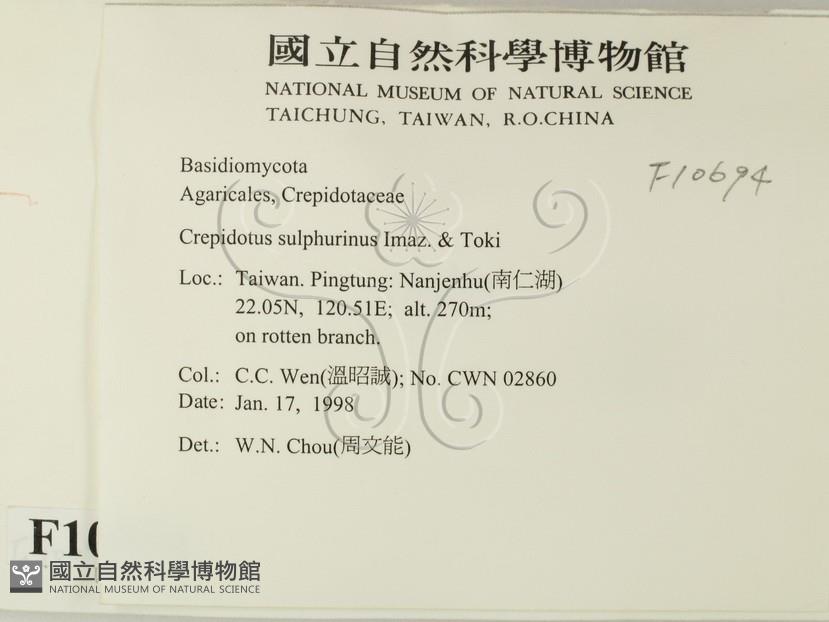 國立自然科學博物館
NATIONAL MUSEUM OF NATURAL SCIENCE
TAICHUNG, TAIWAN, R.O.CHINA
F10694
Basidiomycota
Agaricales, Crepidotaceae
Crepidotus sulphurinus Imaz. & Toki
Loc.: Taiwan. Pingtung: Nanjenhu(南仁湖)
22.05N, 120.51E; alt. 270m;
on rotten branch.
Col.: C.C. Wen(溫昭誠); No. CWN 02860
Date: Jan. 17, 1998
Det.: W.N. Chou(周文能)
F10
國立自然科學博物館
NATIONAL MUSEUM OF NATURAL SCIENCE